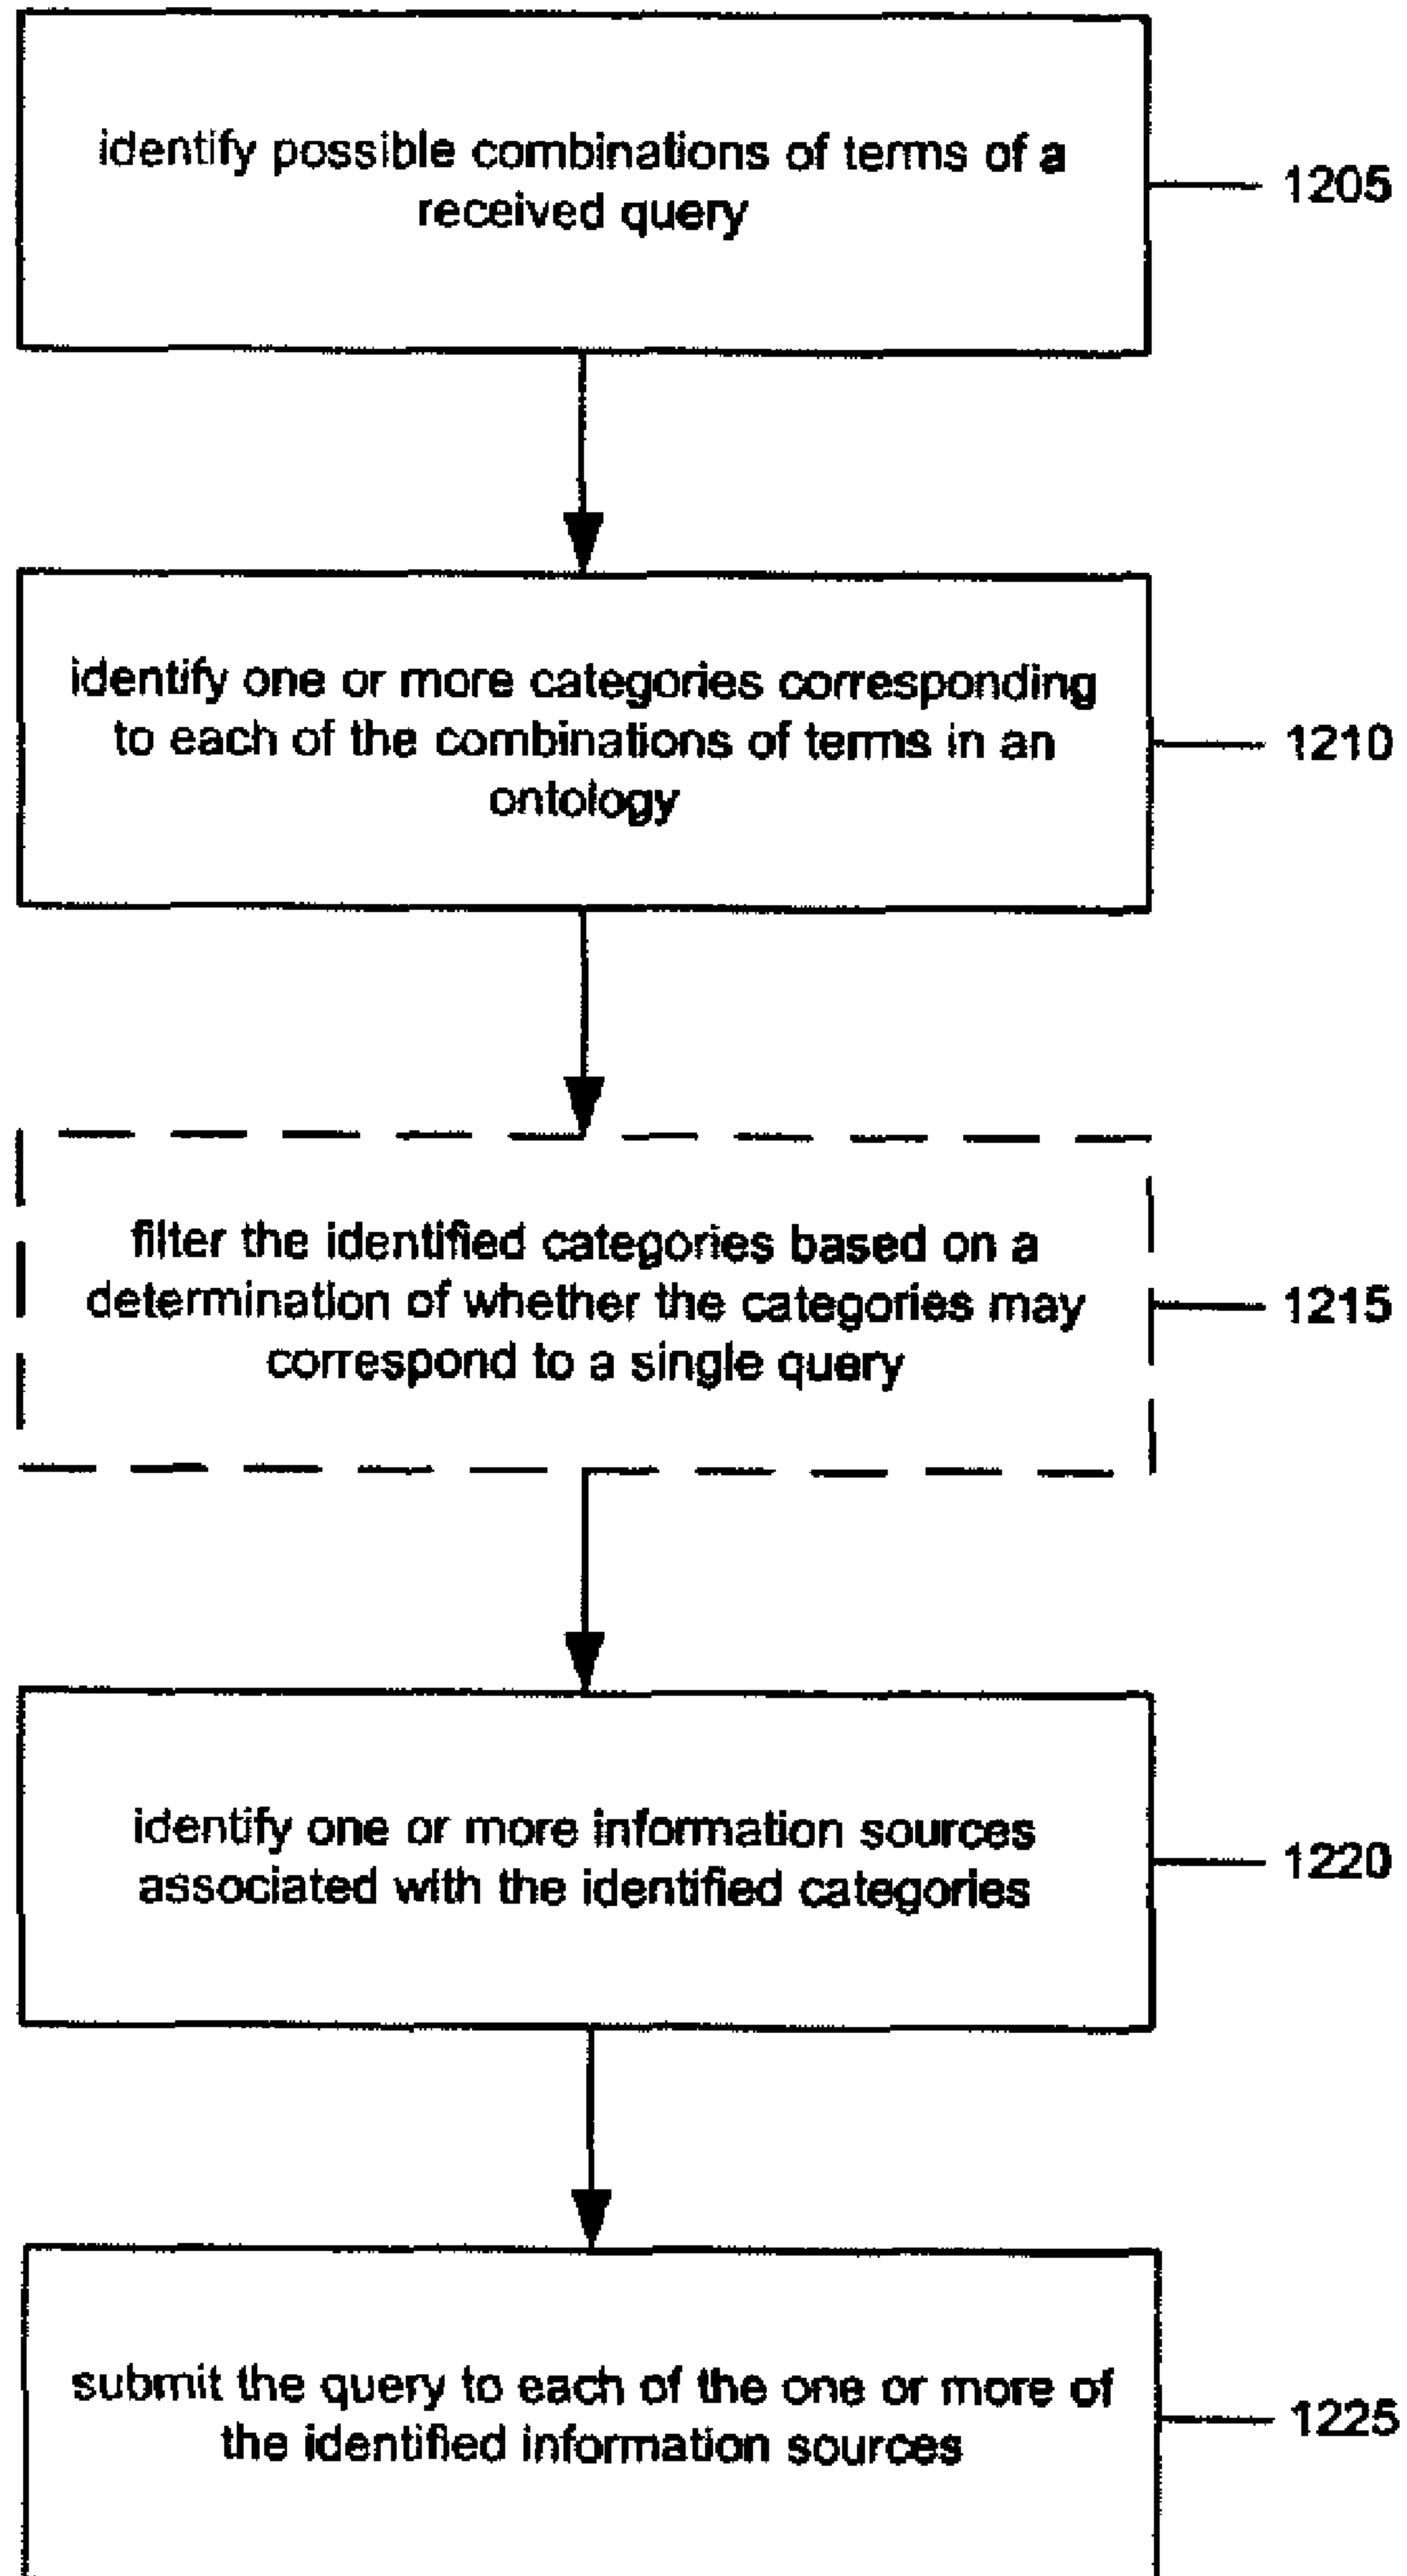 identify possible combinations of terms of a
received query
1205
identify one or more categories corresponding
to each of the combinations of terms in an
ontology
1210
filter the identified categories based on a
determination of whether the categories may
correspond to a single query
1215
identify one or more information sources
associated with the identified categories
1220
submit the query to each of the one or more of
the identified information sources
1225